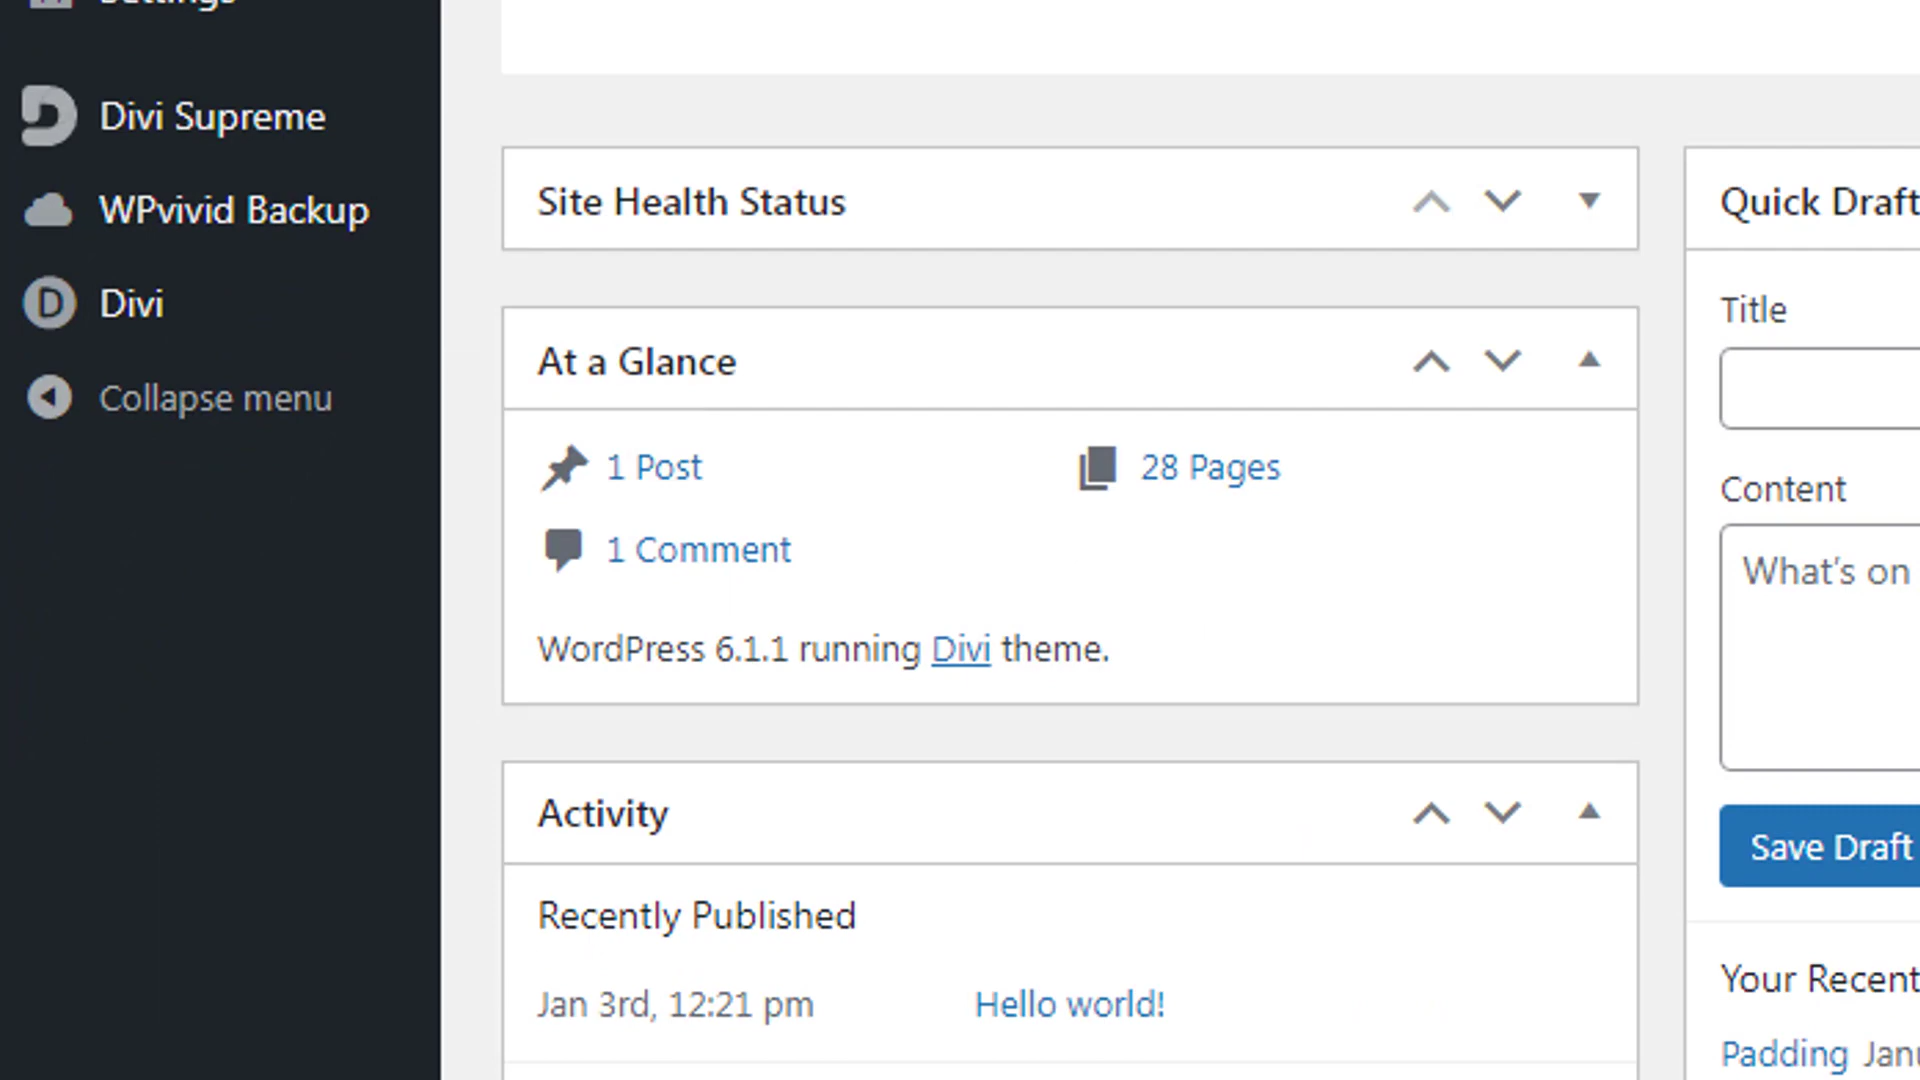 Settings
Divi Supreme
WPvivid Backup
D Divi
Collapse menu
Site Health Status
At a Glance
1 Post
28 Pages
1 Comment
WordPress 6.1.1 running Divi theme.
Activity
Recently Published
Jan 3rd, 12:21 pm
Hello world!
Quick Draft
Title
Content
What's on
Save Draft
Your Recent
Padding Janu